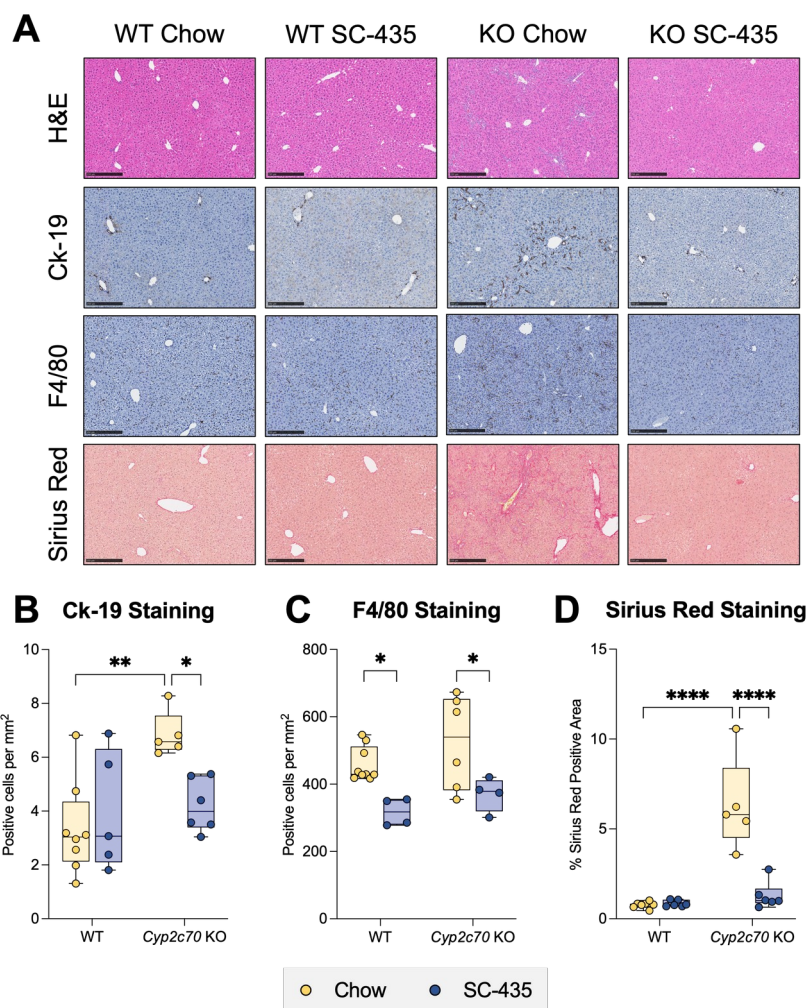 A
WT Chow WT SC-435 KO Chow KO SC-435
H&E
Ck-19
F4/80
Sirius Red
B Ck-19 Staining
Positive cells per mm2
10
8
6
4
2
0
** *
WT Cyp2c70 KO
C F4/80 Staining
Positive cells per mm2
800
600
400
200
0
* *
WT Cyp2c70 KO
D Sirius Red Staining
% Sirius Red Positive Area
15
10
5
0
**** ****
WT Cyp2c70 KO
Chow SC-435